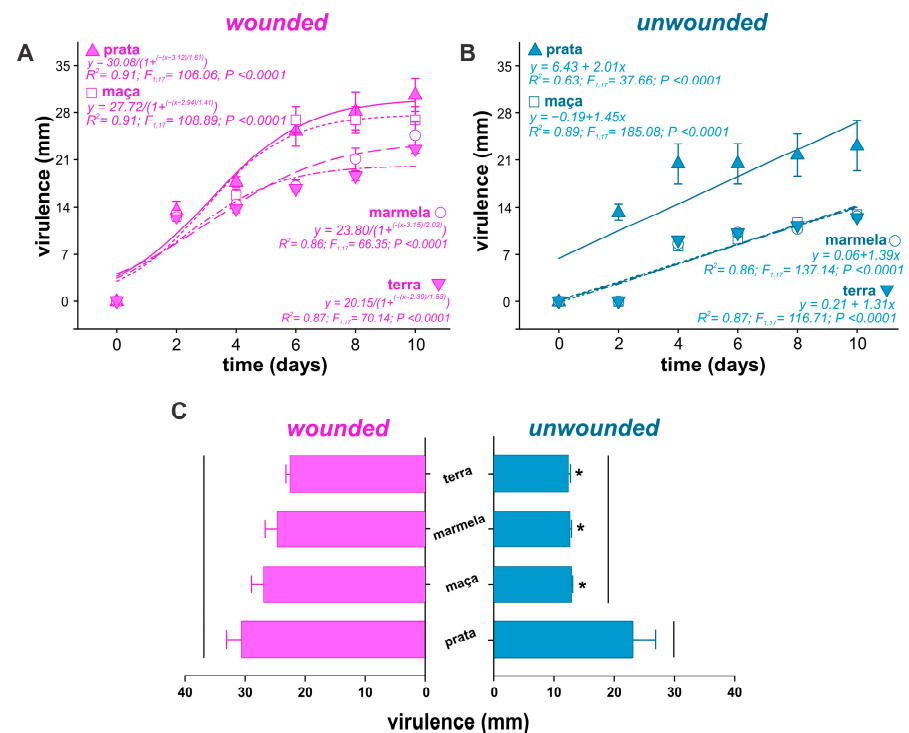 wounded
unwounded
A
B
prata
y = 30.08/(1+(−(x−3.12)/1.61)
R²= 0.91; F1,17= 106.06; P <0.0001
maça
y = 27.72/(1+(−(x−2.94)/1.41)
R²= 0.91; F1,17= 108.89; P <0.0001
marmela
y = 23.80/(1+(-(x-3.15)/2.02)
R²= 0.86; F1,17= 66.35; P <0.0001
terra
R²= 0.87; F1,17= 70.14; P <0.0001
virulence (mm)
35
28
21
14
7
0
0 2 4 6 8 10
time (days)
prata
y = 6.43 + 2.01x
R²= 0.63; F1,17= 37.66; P <0.0001
maça
y = −0.19+1.45x
R²= 0.89; F1,17= 185.08; P <0.0001
marmela
y = 0.06+1.39x
R²= 0.86; F1,17= 137.14; P <0.0001
terra
y = 0.21 + 1.31x
R²= 0.87; F1,17= 116.71; P <0.0001
virulence (mm)
35
28
21
14
7
0
0 2 4 6 8 10
time (days)
C
wounded
unwounded
terra
*
marmela
*
maça
*
prata
40 30 20 10 0
0 10 20 30 40
virulence (mm)